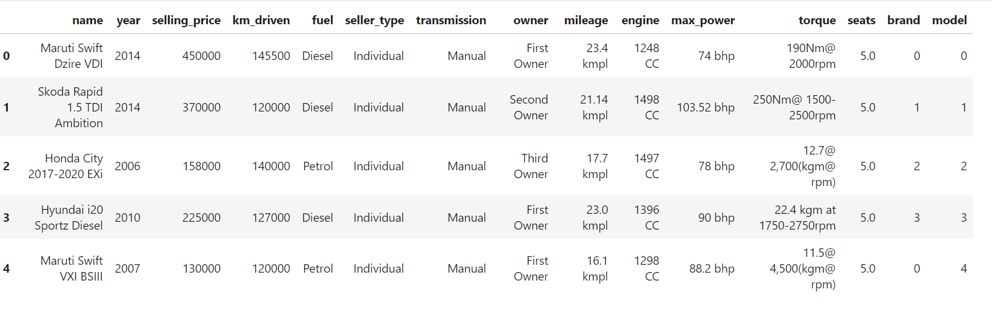 name year selling_price km_driven fuel seller_type transmission owner mileage engine max_power torque seats brand model
0 Maruti Swift Dzire VDI 2014 450000 145500 Diesel Individual Manual First Owner 23.4 kmpl 1248 CC 74 bhp 190Nm@ 2000rpm 5.0 0 0
1 Skoda Rapid 1.5 TDI Ambition 2014 370000 120000 Diesel Individual Manual Second Owner 21.14 kmpl 1498 CC 103.52 bhp 250Nm@ 1500-2500rpm 5.0 1 1
2 Honda City 2017-2020 EXi 2006 158000 140000 Petrol Individual Manual Third Owner 17.7 kmpl 1497 CC 78 bhp 12.7@ 2,700(kgm@ rpm) 5.0 2 2
3 Hyundai i20 Sportz Diesel 2010 225000 127000 Diesel Individual Manual First Owner 23.0 kmpl 1396 CC 90 bhp 22.4 kgm at 1750-2750rpm 5.0 3 3
4 Maruti Swift VXI BSIII 2007 130000 120000 Petrol Individual Manual First Owner 16.1 kmpl 1298 CC 88.2 bhp 11.5@ 4,500(kgm@ rpm) 5.0 0 4